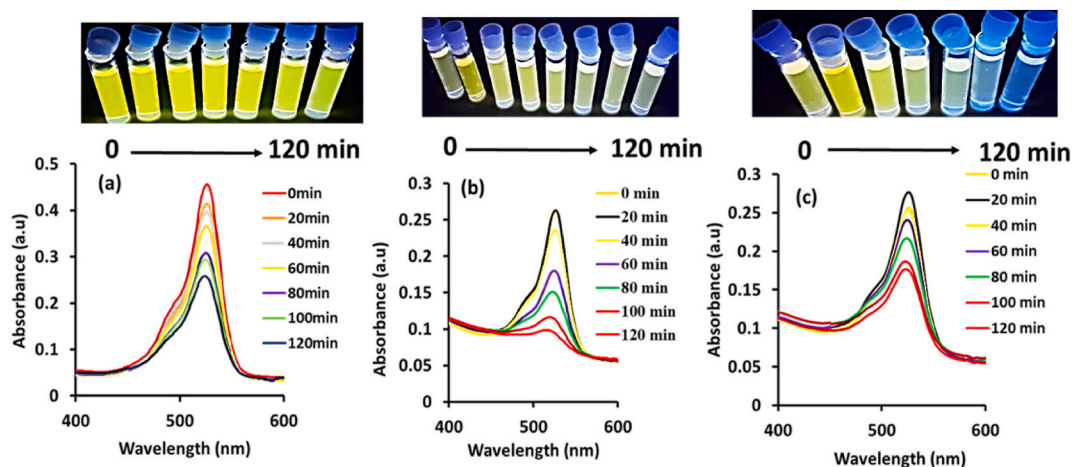 0 120 min
(a)
0.5
0.4
0.3
0.2
0.1
0
400 500 600
Absorbance (a.u)
Wavelength (nm)
0min
20min
40min
60min
80min
100min
120min
0 120 min
(b)
0.3
0.25
0.2
0.15
0.1
0.05
0
400 500 600
Absorbance (a.u)
Wavelength (nm)
0 min
20 min
40 min
60 min
80 min
100 min
120 min
0 120 min
(c)
0.3
0.25
0.2
0.15
0.1
0.05
0
400 500 600
Absorbance (a.u)
Wavelength (nm)
0 min
20 min
40 min
60 min
80 min
100 min
120 min